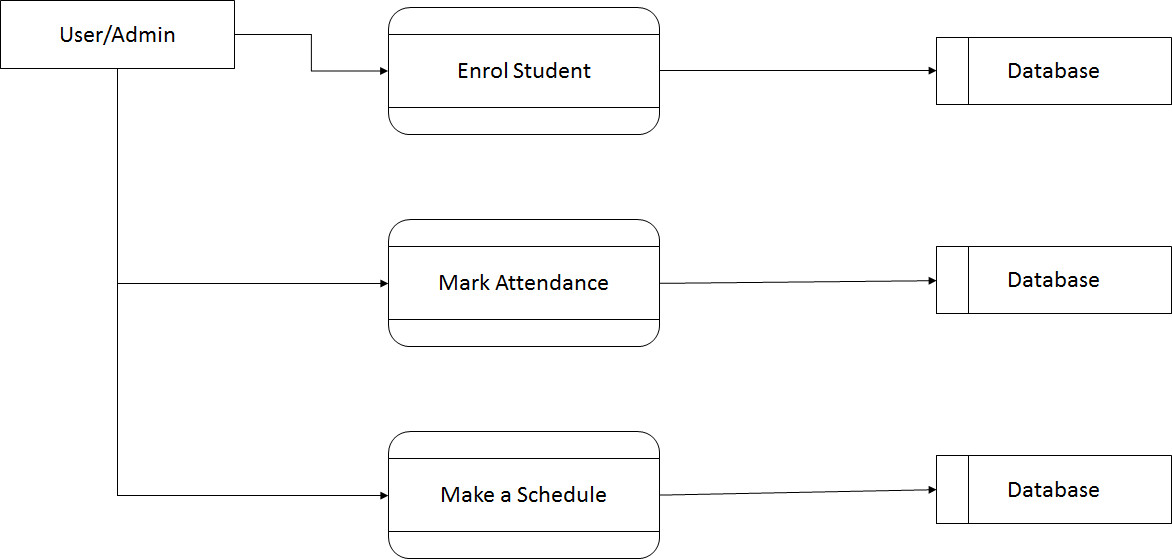 User/Admin
Enrol Student
Database
Mark Attendance
Database
Make a Schedule
Database